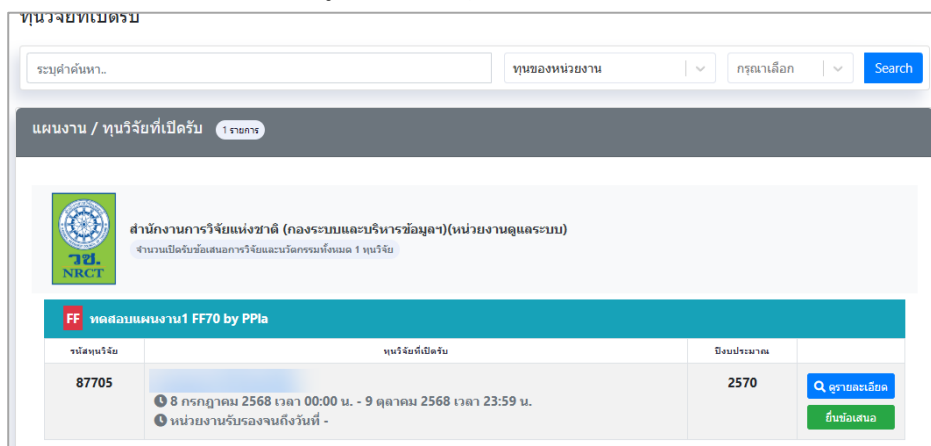 ทุนวิจัยที่เปิดรับ
ระบุคำค้นหา..
ทุนของหน่วยงาน
กรุณาเลือก
Search
แผนงาน / ทุนวิจัยที่เปิดรับ 1 รายการ
วช.
NRCT
สำนักงานการวิจัยแห่งชาติ (กองระบบและบริหารข้อมูลฯ)(หน่วยงานดูแลระบบ)
จำนวนเปิดรับข้อเสนอการวิจัยและนวัตกรรมทั้งหมด 1 ทุนวิจัย
FF ทดสอบแผนงาน1 FF70 by PPla
รหัสทุนวิจัย ทุนวิจัยที่เปิดรับ ปีงบประมาณ
87705 2570 ดูรายละเอียด
8 กรกฎาคม 2568 เวลา 00:00 น. - 9 ตุลาคม 2568 เวลา 23:59 น.
หน่วยงานรับรองจนถึงวันที่ - ยื่นข้อเสนอ